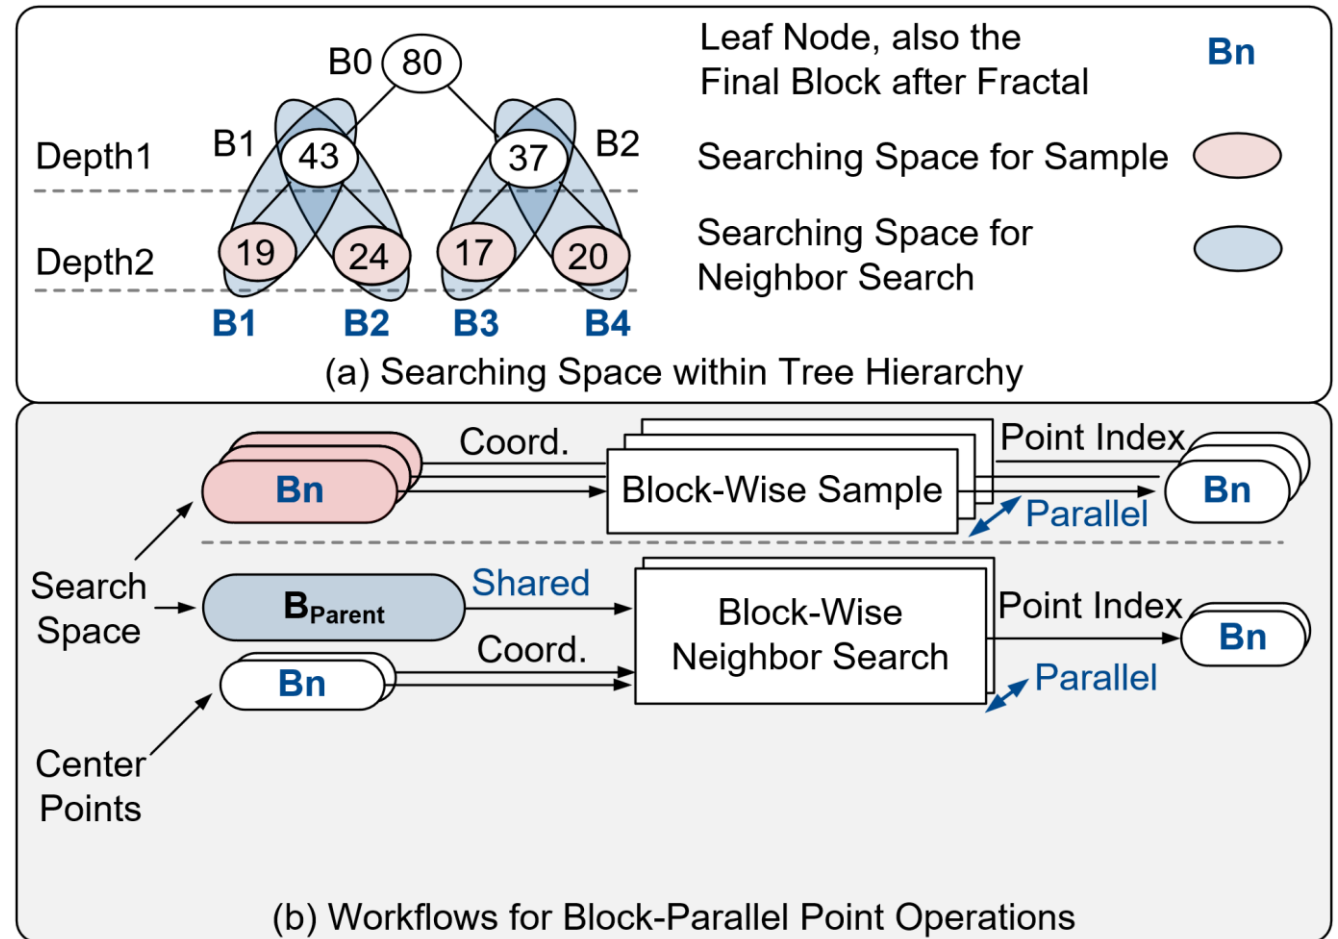 B0 80
Leaf Node, also the
Final Block after Fractal
Bn
Depth1
B1 43
37 B2
Searching Space for Sample
Depth2
19
24
17
20
Searching Space for
Neighbor Search
B1
B2
B3
B4
(a) Searching Space within Tree Hierarchy
Bn
Coord.
Block-Wise Sample
Point Index
Parallel
Bn
Search
Space
BParent
Shared
Bn
Coord.
Block-Wise
Neighbor Search
Point Index
Parallel
Bn
Center
Points
(b) Workflows for Block-Parallel Point Operations